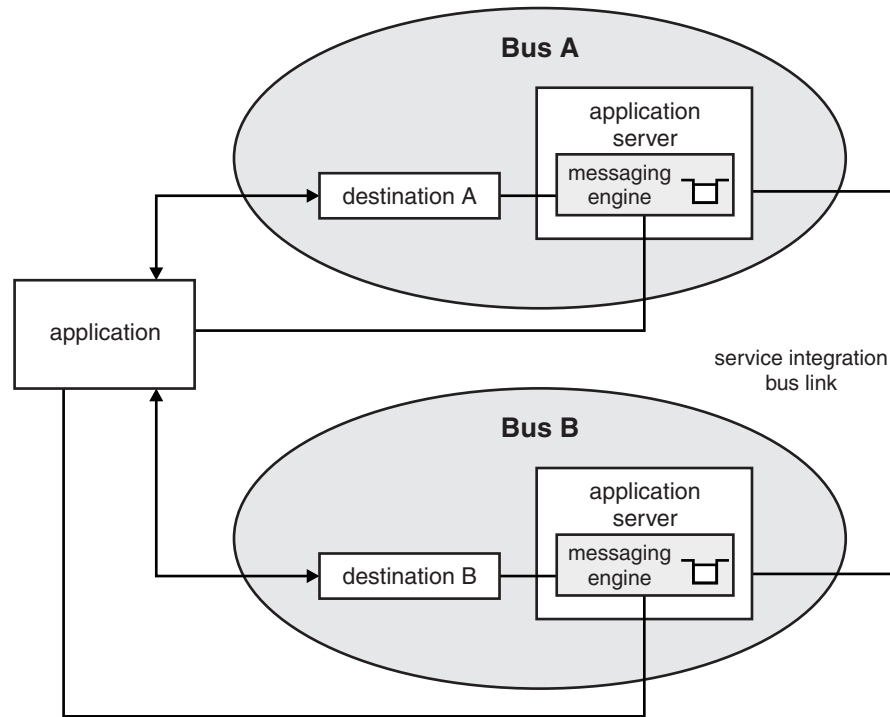 Bus A
application
server
messaging
engine
destination A
application
service integration
bus link
Bus B
application
server
messaging
engine
destination B